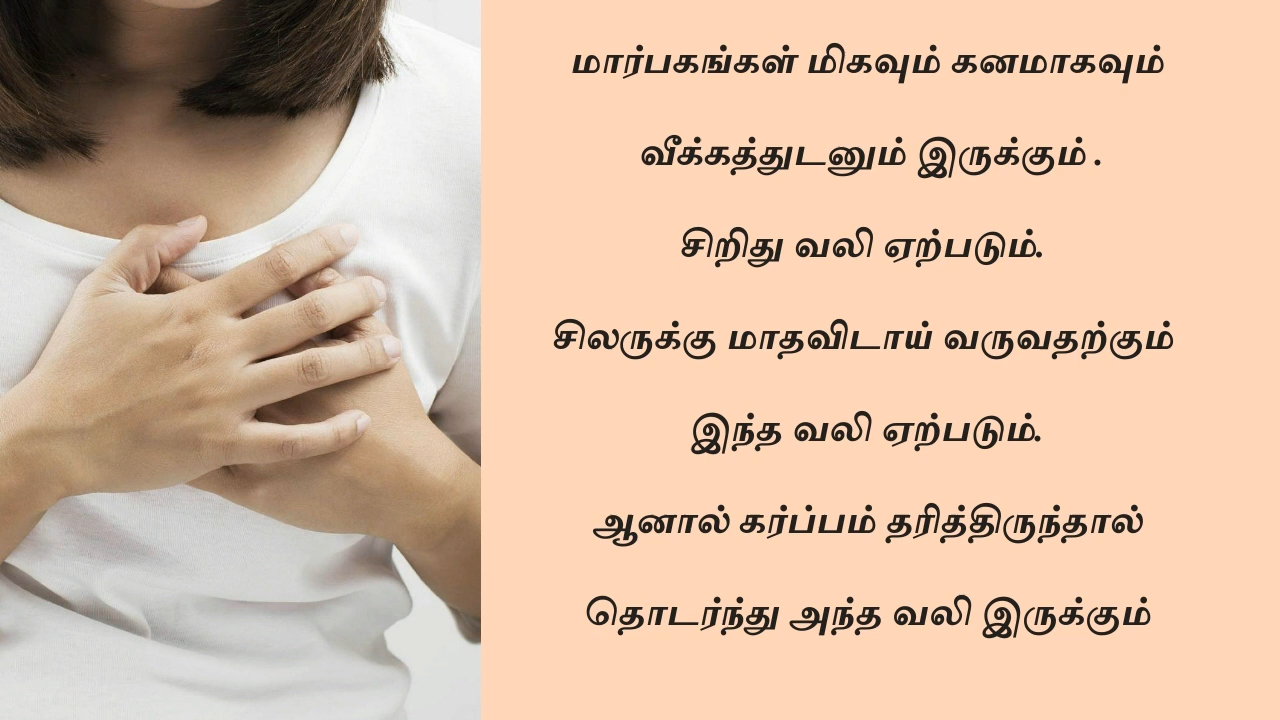 மார்பகங்கள் மிகவும் கனமாகவும்
வீக்கத்துடனும் இருக்கும் .
சிறிது வலி ஏற்படும்.
சிலருக்கு மாதவிடாய் வருவதற்கும்
இந்த வலி ஏற்படும்.
ஆனால் கர்ப்பம் தரித்திருந்தால்
தொடர்ந்து அந்த வலி இருக்கும்